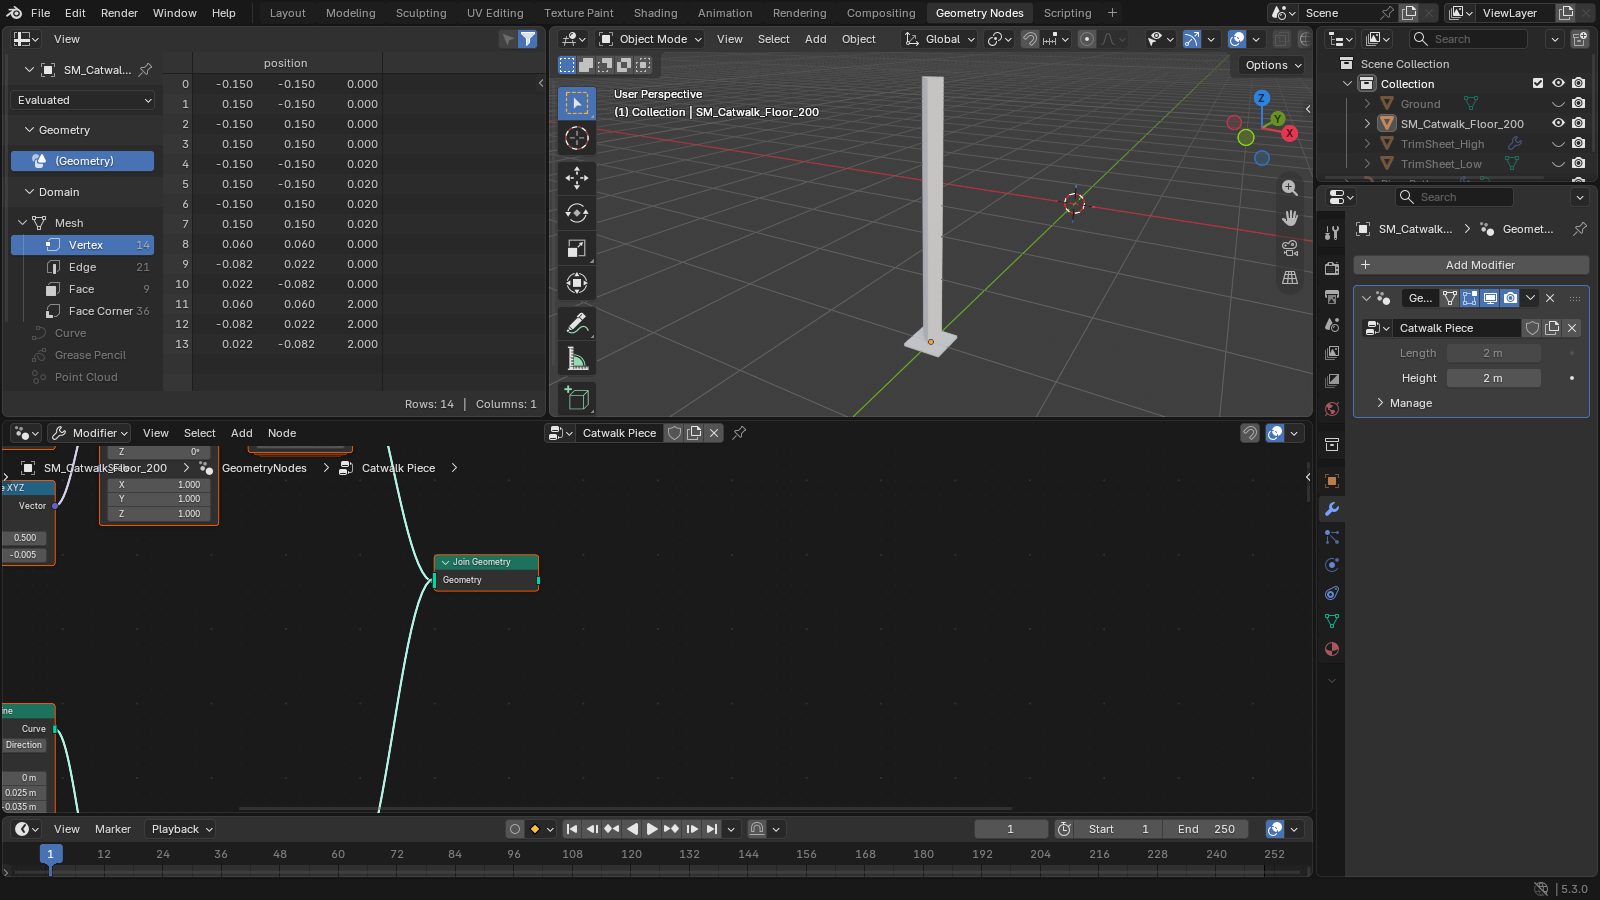 File Edit Render Window Help Layout Modeling Sculpting UV Editing Texture Paint Shading Animation Rendering Compositing Geometry Nodes Scripting Scene ViewLayer
View
SM_Catwal...
Evaluated
Geometry
(Geometry)
Domain
Mesh
Vertex 14
Edge 21
Face 9
Face Corner 36
Curve
Grease Pencil
Point Cloud
position
0 -0.150 -0.150 0.000
1 0.150 -0.150 0.000
2 -0.150 0.150 0.000
3 0.150 0.150 0.000
4 -0.150 -0.150 0.020
5 0.150 -0.150 0.020
6 -0.150 0.150 0.020
7 0.150 0.150 0.020
8 0.060 0.060 0.000
9 -0.082 0.022 0.000
10 0.022 -0.082 0.000
11 0.060 0.060 2.000
12 -0.082 0.022 2.000
13 0.022 -0.082 2.000
Rows: 14 | Columns: 1
Object Mode View Select Add Object Global
Options
User Perspective
(1) Collection | SM_Catwalk_Floor_200
Z
Y
X
Search
Scene Collection
Collection
Ground
SM_Catwalk_Floor_200
TrimSheet_High
TrimSheet_Low
Search
SM_Catwalk... Geomet...
Add Modifier
Ge...
Catwalk Piece
Length 2 m
Height 2 m
Manage
Modifier View Select Add Node Catwalk Piece
SM_Catwalk_Floor_200 GeometryNodes Catwalk Piece
Z 0°
X 1.000
Y 1.000
Z 1.000
e XYZ
Vector
0.500
-0.005
Join Geometry
Geometry
ine
Curve
Direction
0 m
0.025 m
-0.035 m
View Marker Playback 1 Start 1 End 250
1 12 24 36 48 60 72 84 96 108 120 132 144 156 168 180 192 204 216 228 240 252
5.3.0